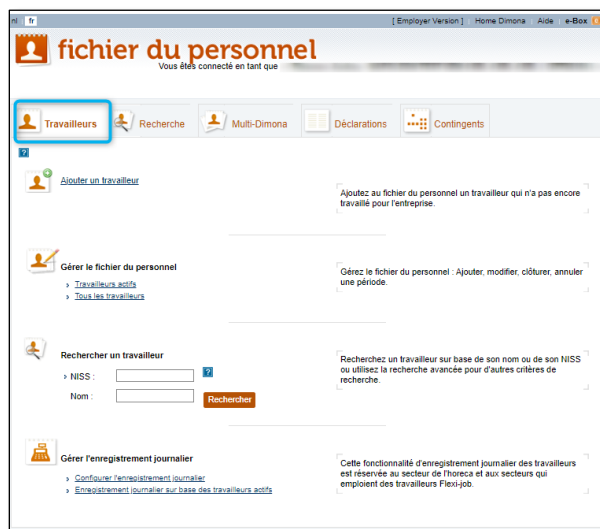 nl fr [ Employer Version ] Home Dimona Aide e-Box
fichier du personnel
Vous êtes connecté en tant que
Travailleurs Recherche Multi-Dimona Déclarations Contingents
?
Ajouter un travailleur
Ajoutez au fichier du personnel un travailleur qui n'a pas encore
travaillé pour l'entreprise.
Gérer le fichier du personnel
› Travailleurs actifs
› Tous les travailleurs
Gérez le fichier du personnel : Ajouter, modifier, clôturer, annuler
une période.
Rechercher un travailleur
› NISS : ?
Nom : Rechercher
Recherchez un travailleur sur base de son nom ou de son NISS
ou utilisez la recherche avancée pour d'autres critères de
recherche.
Gérer l'enregistrement journalier
› Configurer l'enregistrement journalier
› Enregistrement journalier sur base des travailleurs actifs
Cette fonctionnalité d'enregistrement journalier des travailleurs
est réservée au secteur de l'horeca et aux secteurs qui
emploient des travailleurs Flexi-job.